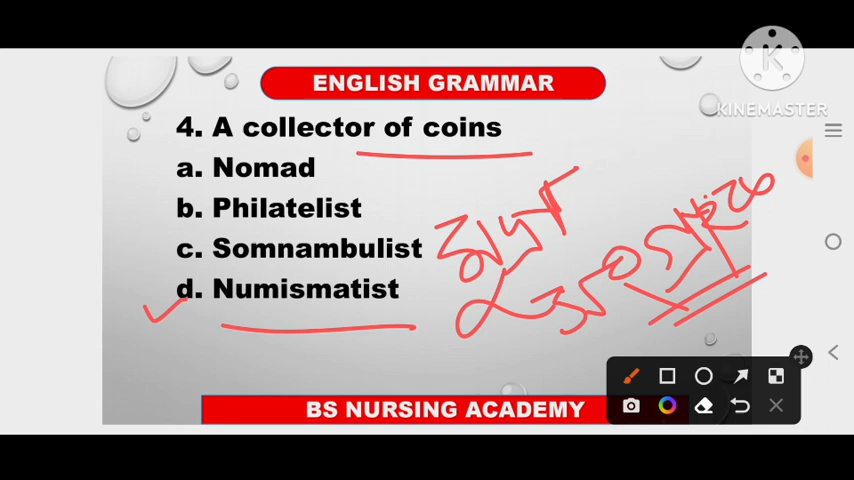 KINEMASTER
ENGLISH GRAMMAR
4. A collector of coins
a. Nomad
b. Philatelist
c. Somnambulist
d. Numismatist
BS NURSING ACADEMY